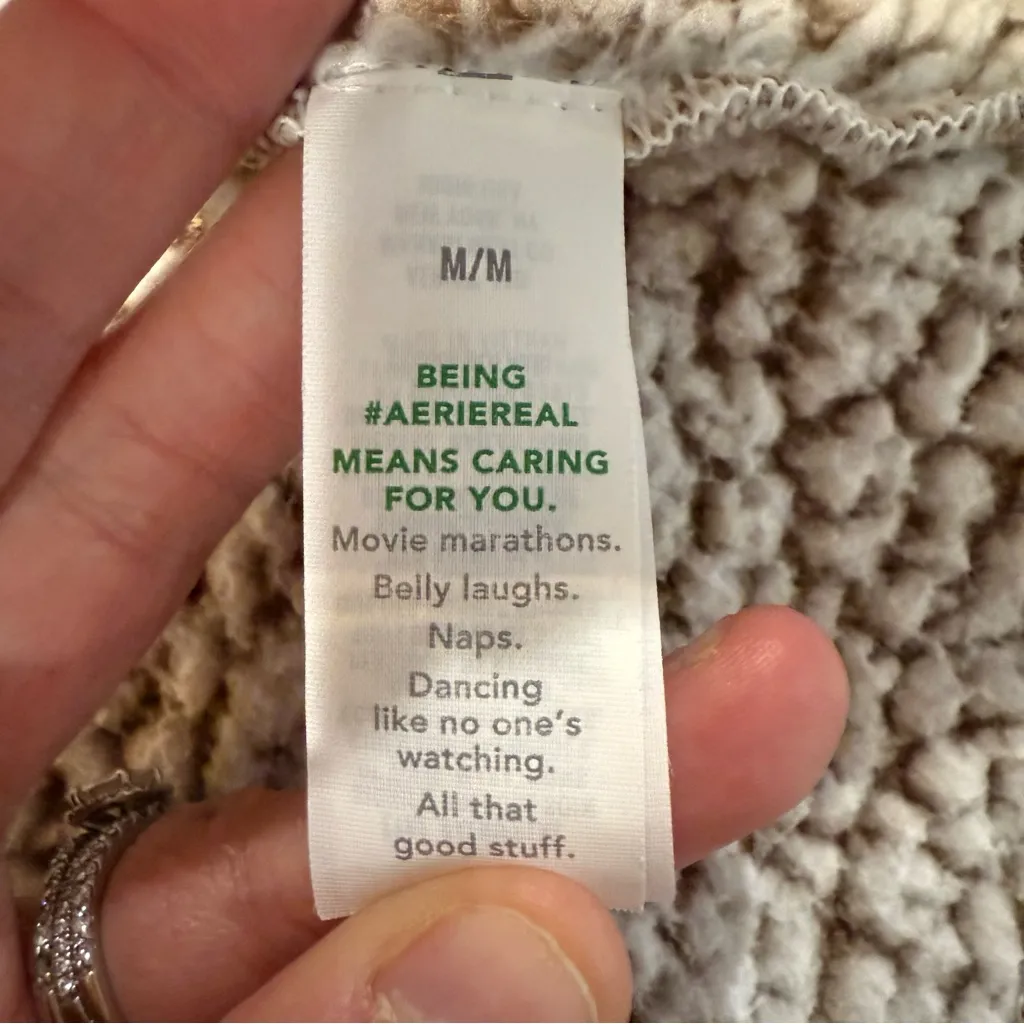 M/M
BEING
#AERIEREAL
MEANS CARING
FOR YOU.
Movie marathons.
Belly laughs.
Naps.
Dancing
like no one's
watching.
All that
good stuff.